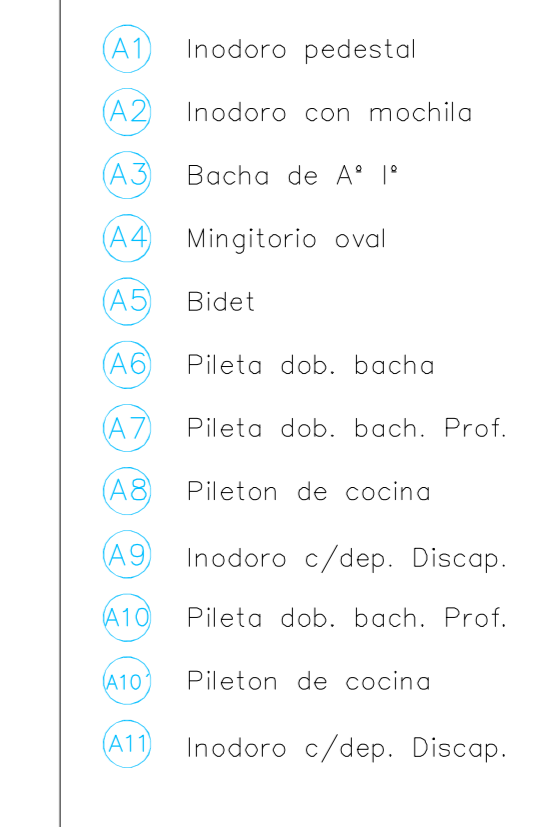 A1 Inodoro pedestal
A2 Inodoro con mochila
A3 Bacha de Aº Iº
A4 Mingitorio oval
A5 Bidet
A6 Pileta dob. bacha
A7 Pileta dob. bach. Prof.
A8 Pileton de cocina
A9 Inodoro c/dep. Discap.
A10 Pileta dob. bach. Prof.
A10' Pileton de cocina
A11 Inodoro c/dep. Discap.